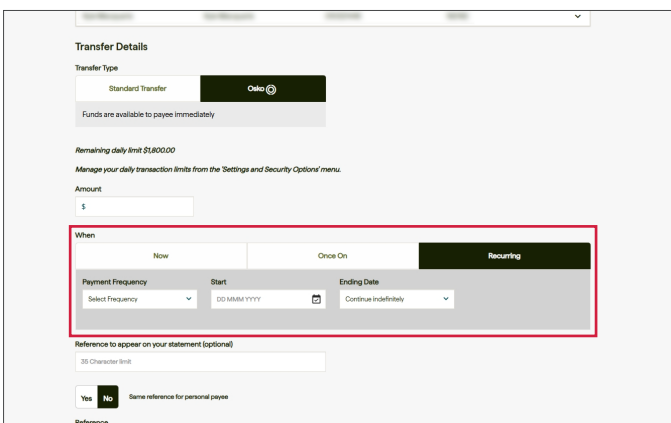 Transfer Details
Transfer Type
Standard Transfer
Osko
Funds are available to payee immediately
Remaining daily limit $1,800.00
Manage your daily transaction limits from the 'Settings and Security Options' menu.
Amount
$
When
Now
Once On
Recurring
Payment Frequency
Start
Ending Date
Select Frequency
DD MMM YYYY
Continue indefinitely
Reference to appear on your statement (optional)
35 Character limit
Yes
No
Same reference for personal payee
Reference